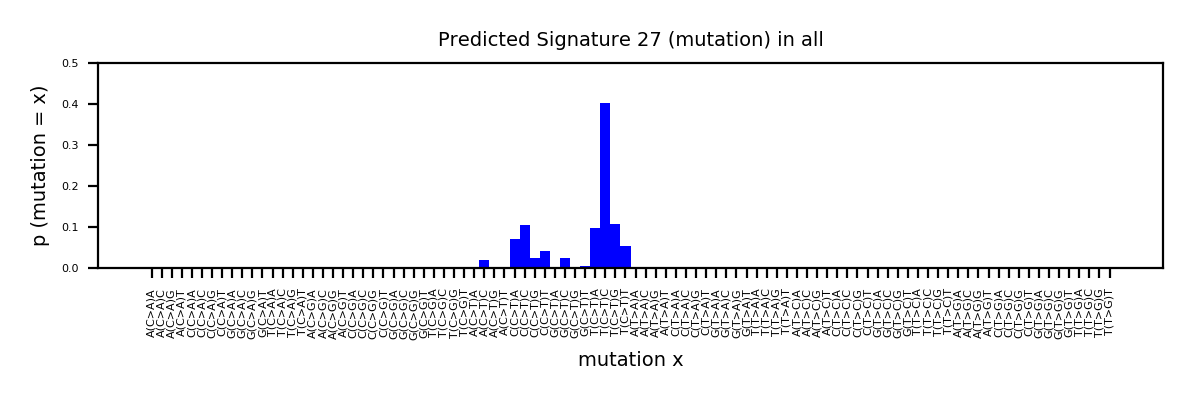 Predicted Signature 27 (mutation) in all
p (mutation = x)
0.5
0.4
0.3
0.2
0.1
0.0
A(C>A)A
A(C>A)C
A(C>A)G
A(C>A)T
C(C>A)A
C(C>A)C
C(C>A)G
C(C>A)T
G(C>A)A
G(C>A)C
G(C>A)G
G(C>A)T
T(C>A)A
T(C>A)C
T(C>A)G
T(C>A)T
A(C>G)A
A(C>G)C
A(C>G)G
A(C>G)T
C(C>G)A
C(C>G)C
C(C>G)G
C(C>G)T
G(C>G)A
G(C>G)C
G(C>G)G
G(C>G)T
T(C>G)A
T(C>G)C
T(C>G)G
T(C>G)T
A(C>T)A
A(C>T)C
A(C>T)G
A(C>T)T
C(C>T)A
C(C>T)C
C(C>T)G
C(C>T)T
G(C>T)A
G(C>T)C
G(C>T)G
G(C>T)T
T(C>T)A
T(C>T)C
T(C>T)G
T(C>T)T
A(T>A)A
A(T>A)C
A(T>A)G
A(T>A)T
C(T>A)A
C(T>A)C
C(T>A)G
C(T>A)T
G(T>A)A
G(T>A)C
G(T>A)G
G(T>A)T
T(T>A)A
T(T>A)C
T(T>A)G
T(T>A)T
A(T>C)A
A(T>C)C
A(T>C)G
A(T>C)T
C(T>C)A
C(T>C)C
C(T>C)G
C(T>C)T
G(T>C)A
G(T>C)C
G(T>C)G
G(T>C)T
T(T>C)A
T(T>C)C
T(T>C)G
T(T>C)T
A(T>G)A
A(T>G)C
A(T>G)G
A(T>G)T
C(T>G)A
C(T>G)C
C(T>G)G
C(T>G)T
G(T>G)A
G(T>G)C
G(T>G)G
G(T>G)T
T(T>G)A
T(T>G)C
T(T>G)G
T(T>G)T
mutation x